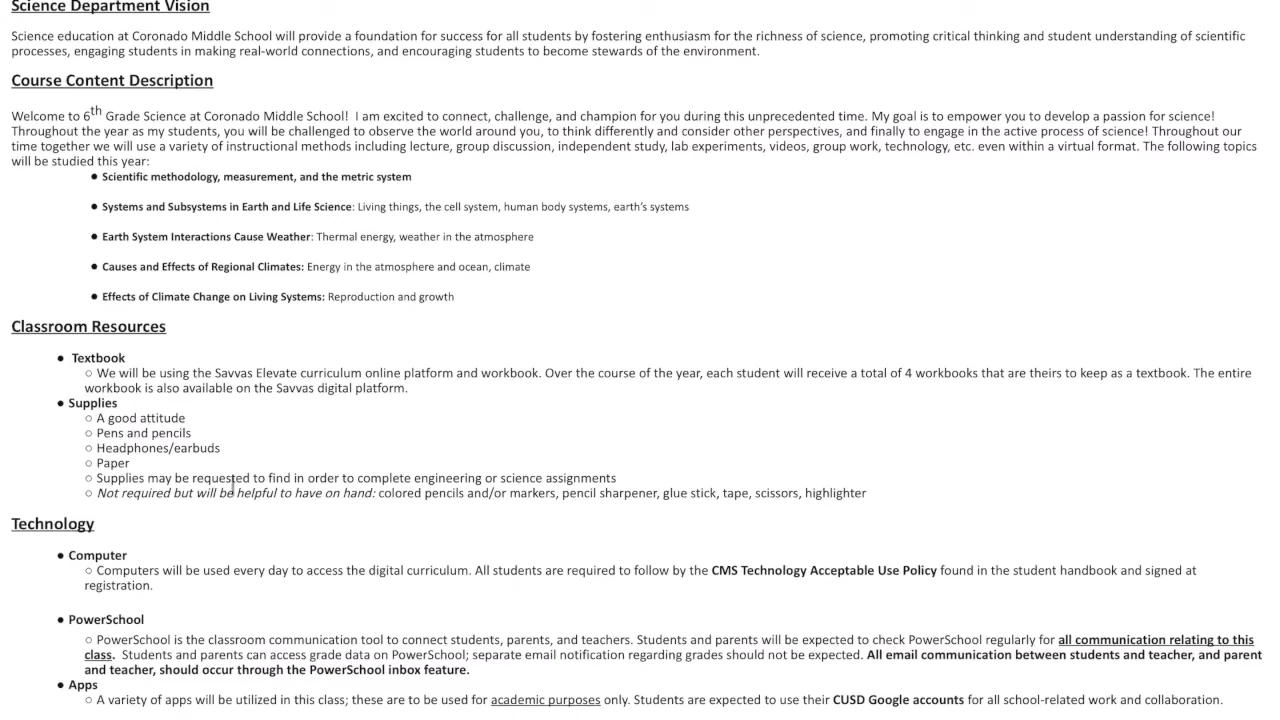 Science Department Vision
Science education at Coronado Middle School will provide a foundation for success for all students by fostering enthusiasm for the richness of science, promoting critical thinking and student understanding of scientific
processes, engaging students in making real-world connections, and encouraging students to become stewards of the environment.
Course Content Description
Welcome to 6th Grade Science at Coronado Middle School!  I am excited to connect, challenge, and champion for you during this unprecedented time. My goal is to empower you to develop a passion for science!
Throughout the year as my students, you will be challenged to observe the world around you, to think differently and consider other perspectives, and finally to engage in the active process of science! Throughout our
time together we will use a variety of instructional methods including lecture, group discussion, independent study, lab experiments, videos, group work, technology, etc. even within a virtual format. The following topics
will be studied this year:
● Scientific methodology, measurement, and the metric system
● Systems and Subsystems in Earth and Life Science: Living things, the cell system, human body systems, earth's systems
● Earth System Interactions Cause Weather: Thermal energy, weather in the atmosphere
● Causes and Effects of Regional Climates: Energy in the atmosphere and ocean, climate
● Effects of Climate Change on Living Systems: Reproduction and growth
Classroom Resources
● Textbook
○ We will be using the Savvas Elevate curriculum online platform and workbook. Over the course of the year, each student will receive a total of 4 workbooks that are theirs to keep as a textbook. The entire
workbook is also available on the Savvas digital platform.
● Supplies
○ A good attitude
○ Pens and pencils
○ Headphones/earbuds
○ Paper
○ Supplies may be requested to find in order to complete engineering or science assignments
○ Not required but will be helpful to have on hand: colored pencils and/or markers, pencil sharpener, glue stick, tape, scissors, highlighter
Technology
● Computer
○ Computers will be used every day to access the digital curriculum. All students are required to follow by the CMS Technology Acceptable Use Policy found in the student handbook and signed at
registration.
● PowerSchool
○ PowerSchool is the classroom communication tool to connect students, parents, and teachers. Students and parents will be expected to check PowerSchool regularly for all communication relating to this
class.  Students and parents can access grade data on PowerSchool; separate email notification regarding grades should not be expected. All email communication between students and teacher, and parent
and teacher, should occur through the PowerSchool inbox feature.
● Apps
○ A variety of apps will be utilized in this class; these are to be used for academic purposes only. Students are expected to use their CUSD Google accounts for all school-related work and collaboration.